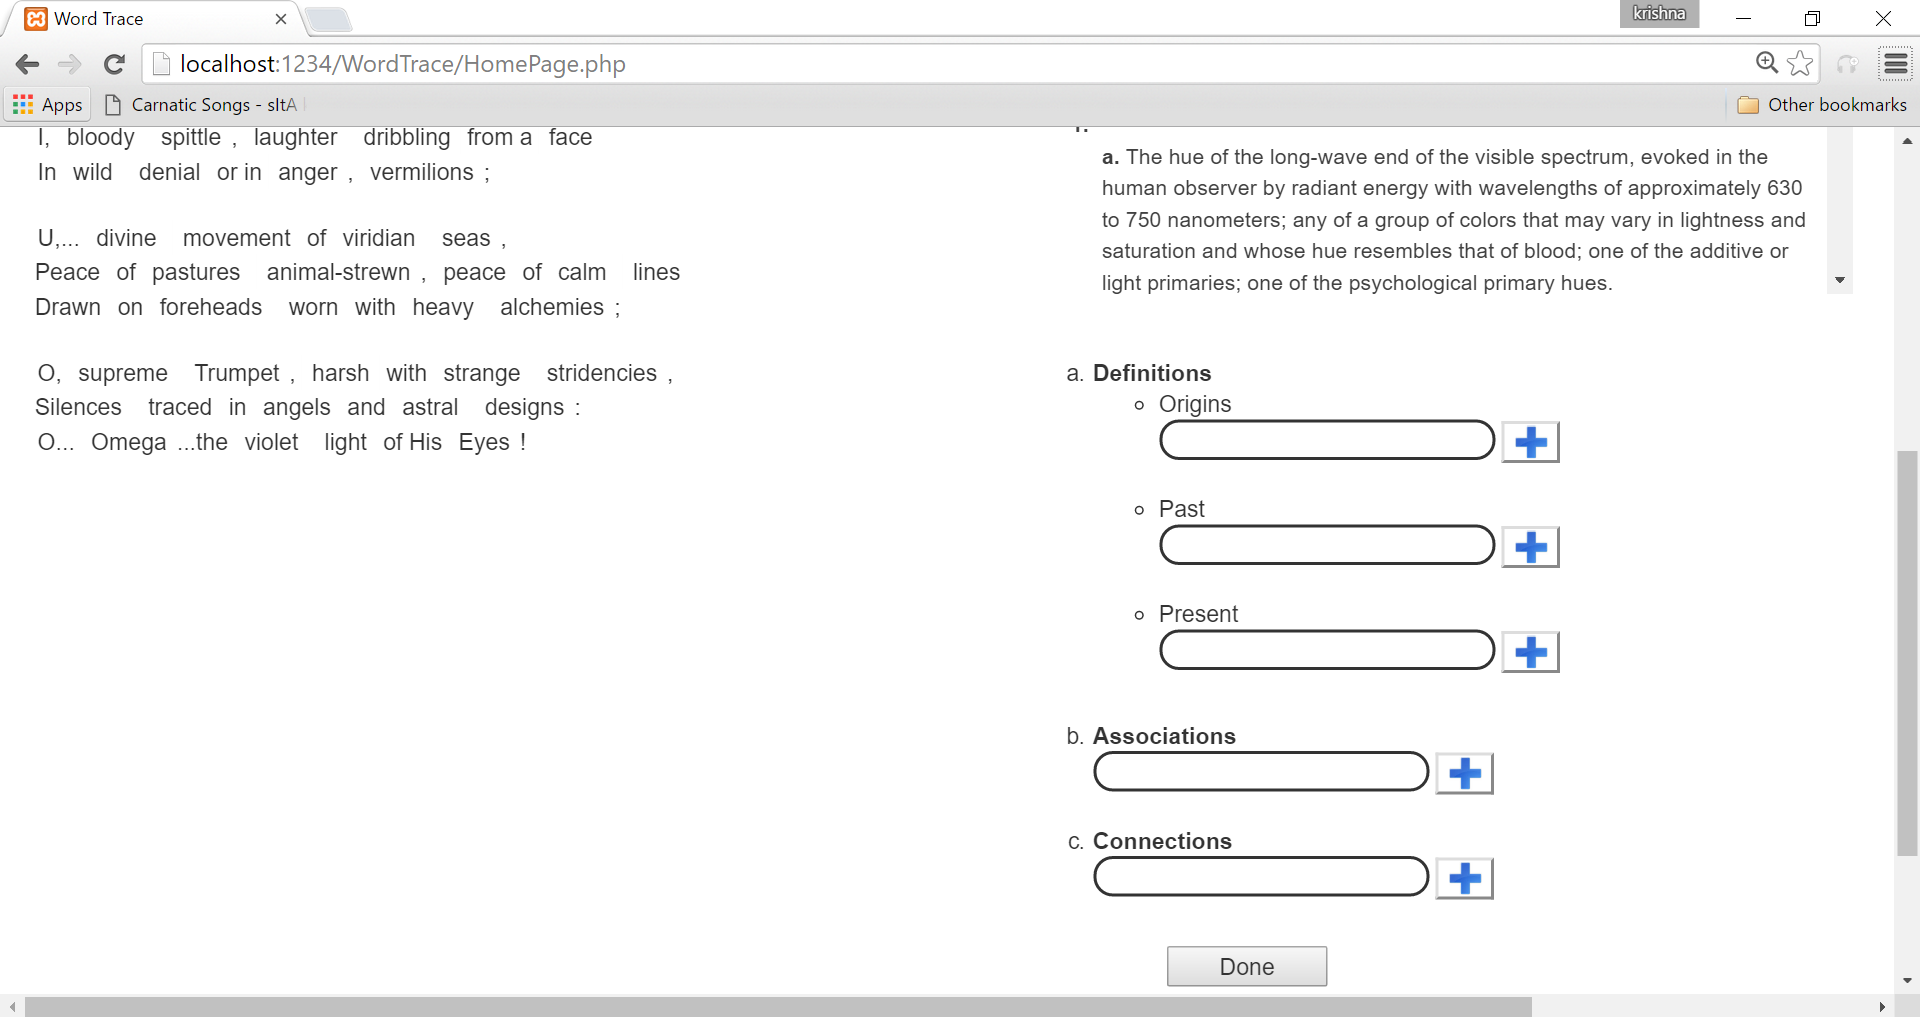 Word Trace
krishna
localhost:1234/WordTrace/HomePage.php
Apps
Carnatic Songs - sltA
Other bookmarks
I, bloody spittle , laughter dribbling from a face
In wild denial or in anger , vermilions ;
U,... divine movement of viridian seas ,
Peace of pastures animal-strewn , peace of calm lines
Drawn on foreheads worn with heavy alchemies ;
O, supreme Trumpet , harsh with strange stridencies ,
Silences traced in angels and astral designs :
O... Omega ...the violet light of His Eyes !
a. The hue of the long-wave end of the visible spectrum, evoked in the
human observer by radiant energy with wavelengths of approximately 630
to 750 nanometers; any of a group of colors that may vary in lightness and
saturation and whose hue resembles that of blood; one of the additive or
light primaries; one of the psychological primary hues.
a. Definitions
Origins
Past
Present
b. Associations
c. Connections
Done